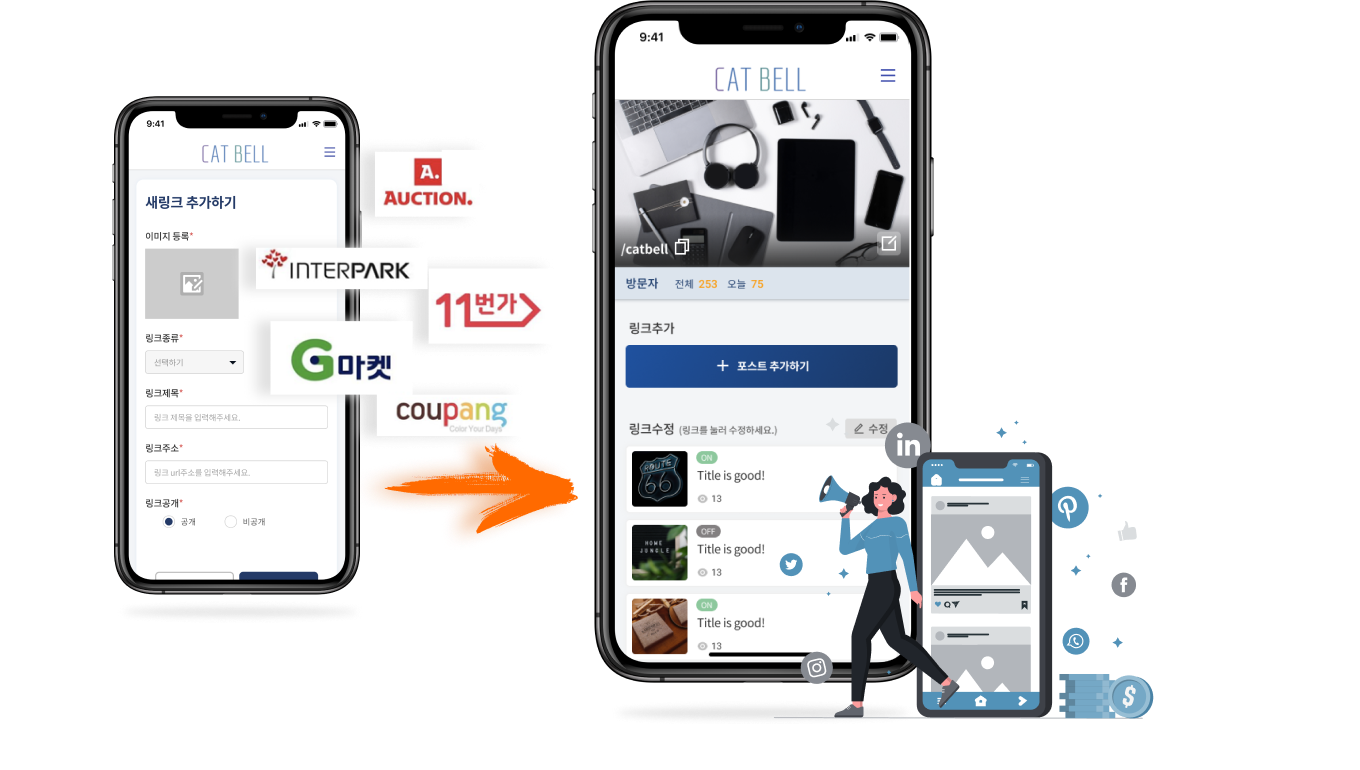 9:41
CAT BELL
새링크 추가하기
이미지 등록*
링크종류*
선택하기
링크제목*
링크 제목을 입력해주세요.
링크주소*
링크 url주소를 입력해주세요.
링크공개*
공개 비공개
A.
AUCTION.
INTERPARK
11번가
G마켓
coupang
Color Your Days
9:41
CAT BELL
/catbell
방문자 전체 253 오늘 75
링크추가
+ 포스트 추가하기
링크수정 (링크를 눌러 수정하세요.) 수정
ROUTE
66
ON
Title is good!
13
HOME
JUNGLE
OFF
Title is good!
13
ON
Title is good!
13
in
f
$